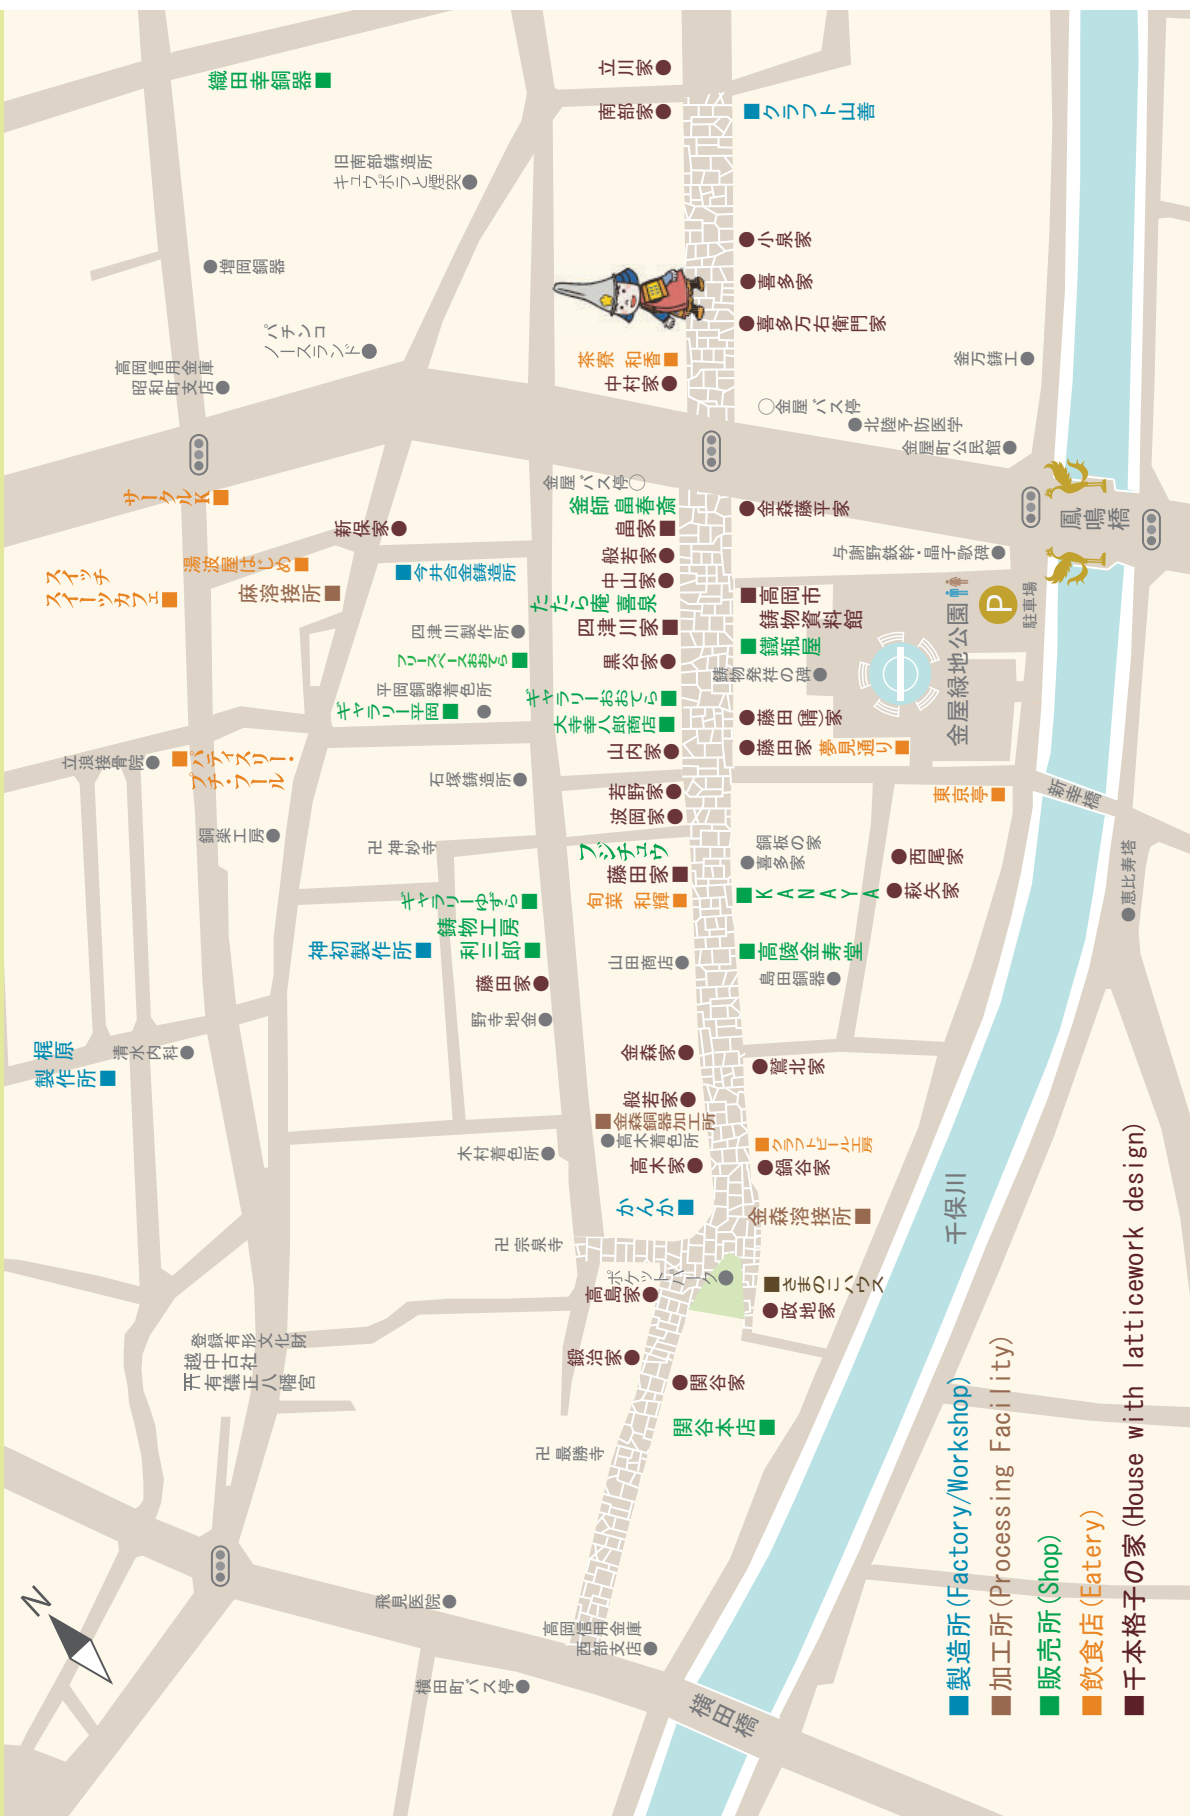 織田幸銅器
立川家
南部家
クラフト山善
旧南部鋳造所
キュウポラと煙突
小泉家
増岡銅器
喜多家
喜多万右衛門家
パチンコ
ノースランド
高岡信用金庫
昭和町支店
茶寮 和香
中村家
金万鋳工
金屋バス停
北陸予防医学
金屋町公民館
サークルK
金屋バス停
釜師 畠春斎
金森藤平家
新保家
畠家
鳳鳴橋
湯波屋はじめ
般若家
与謝野鉄幹・晶子歌碑
スイッチ
スイーツカフェ
麻溶接所
今井合金鋳造所
中山家
たたら庵 喜泉
高岡市
鋳物資料館
金屋緑地公園
P
駐車場
四津川製作所
四津川家
鐵瓶屋
フリースペースおおてら
黒谷家
鋳物発祥の碑
平岡銅器着色所
ギャラリー平岡
ギャラリーおおてら
大寺幸八郎商店
藤田(晴)家
立浪接骨院
パティスリー・
プチ・フール
山内家
藤田家
夢見通り
石塚鋳造所
若野家
東京亭
新幸橋
波岡家
銅楽工房
神妙寺
フジチュウ
銅板の家
喜多家
西尾家
恵比寿塔
藤田家
KANAYA
萩矢家
ギャラリーゆずら
旬菜 和輝
鋳物工房
利三郎
神初製作所
高陵金寿堂
山田商店
島田銅器
藤田家
野寺地金
梶原
製作所
清水内科
金森家
鷲北家
般若家
金森銅器加工所
高木着色所
クラフトビール工房
木村着色所
高木家
鍋谷家
かんか
金森溶接所
千保川
宗泉寺
ポケットパーク
さまのこハウス
高島家
政地家
登録有形文化財
越中古社
有礒正八幡宮
鍛治家
関谷家
関谷本店
最勝寺
N
飛見医院
高岡信用金庫
西部支店
横田町バス停
横田橋
製造所(Factory/Workshop)
加工所(Processing Facility)
販売所(Shop)
飲食店(Eatery)
千本格子の家(House with latticework design)